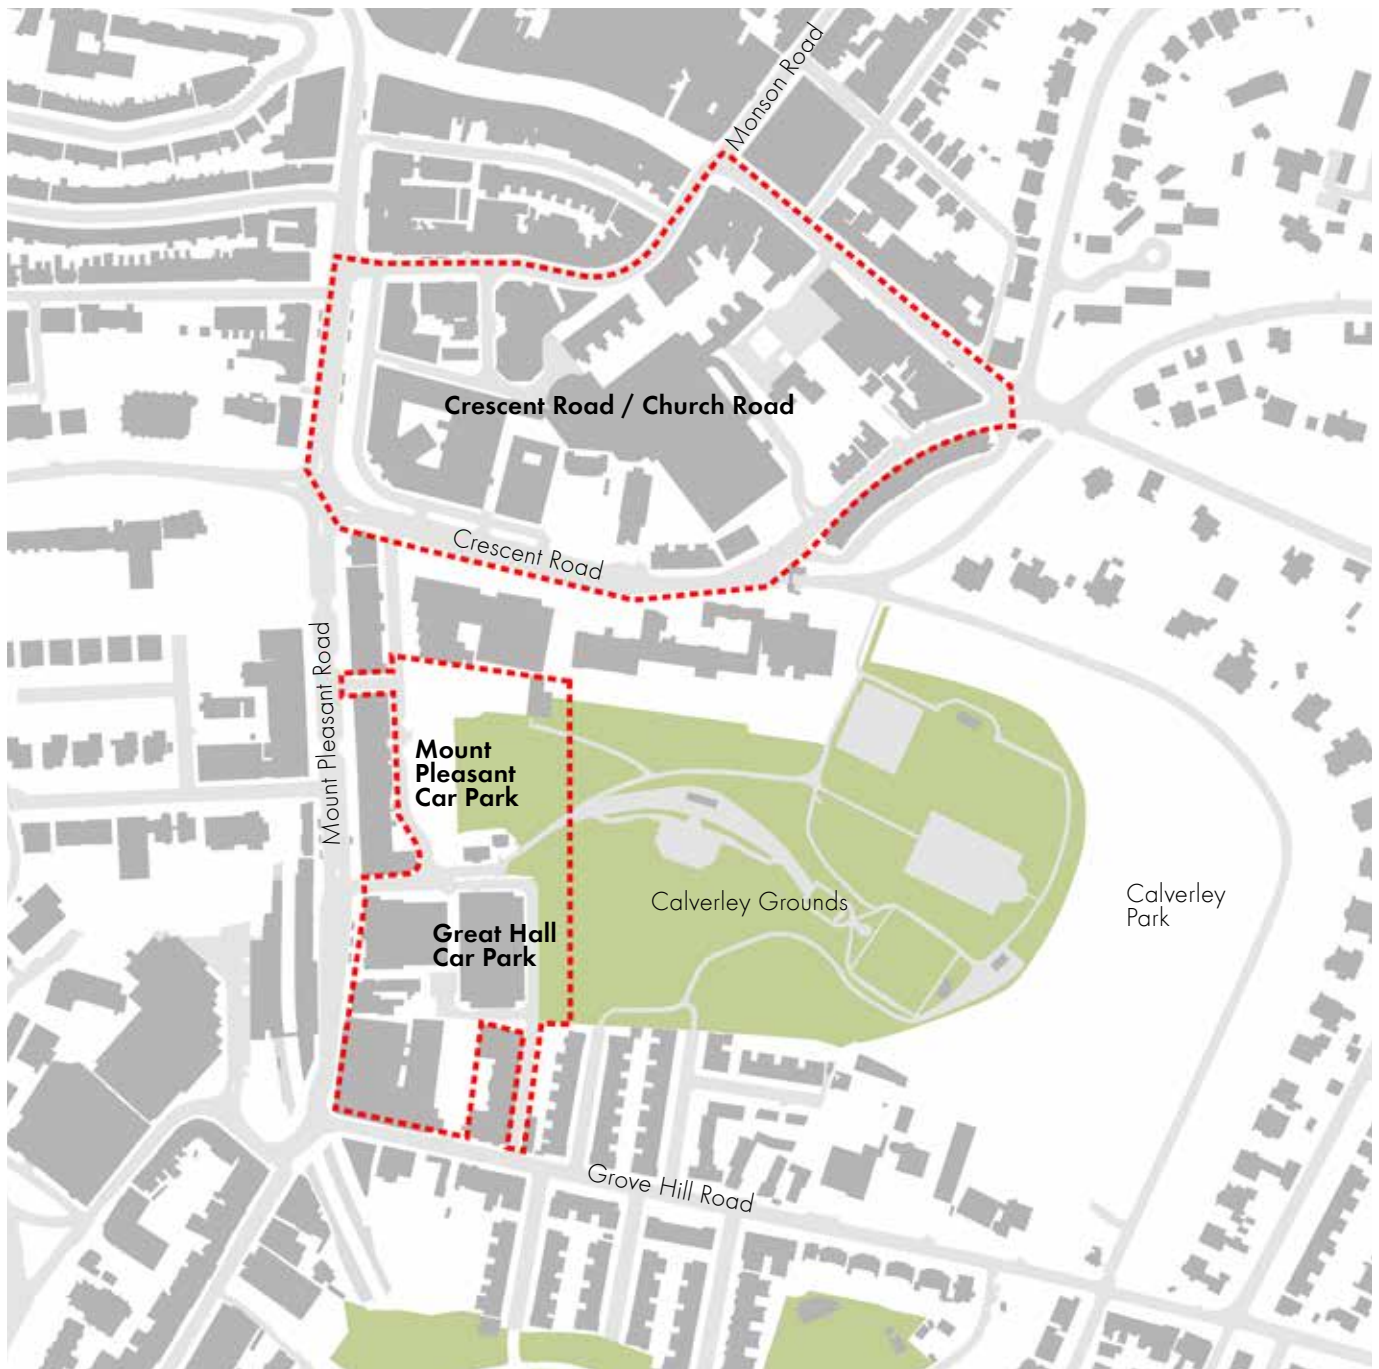 Monson Road
Crescent Road / Church Road
Crescent Road
Mount Pleasant Road
Mount
Pleasant
Car Park
Calverley Grounds
Calverley
Park
Great Hall
Car Park
Grove Hill Road